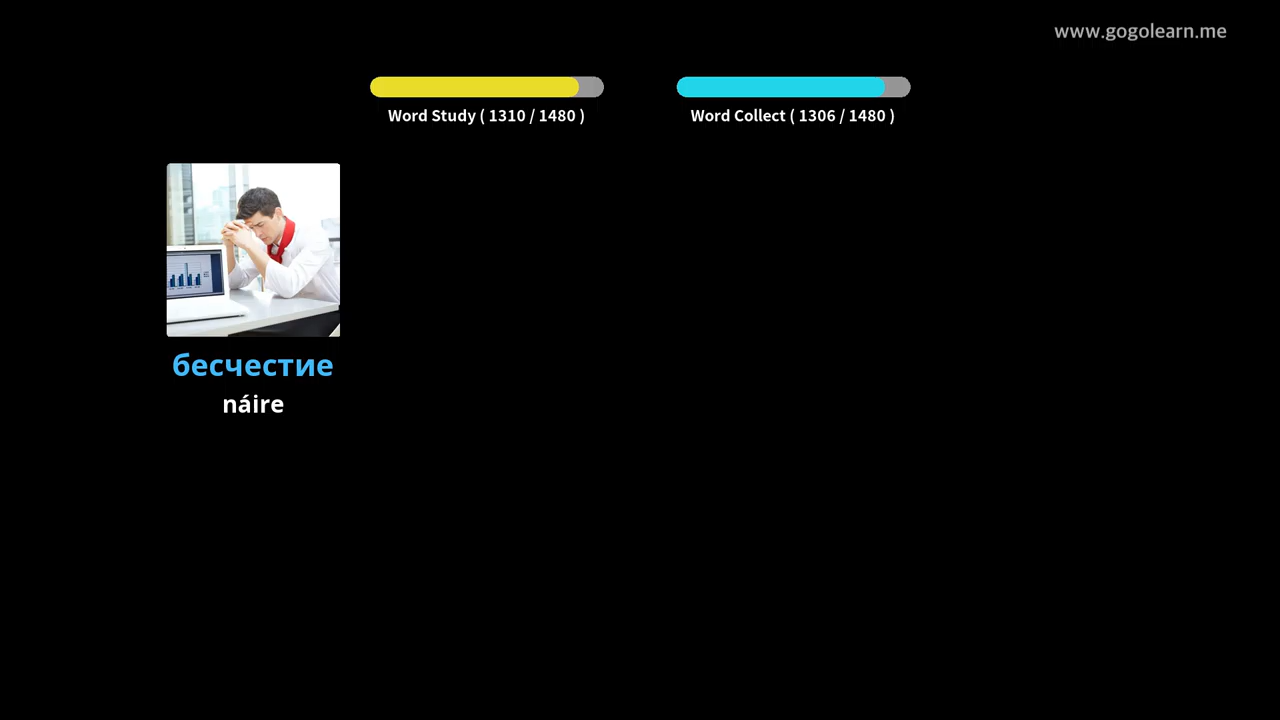 www.gogolearn.me
Word Study ( 1310 / 1480 )
Word Collect ( 1306 / 1480 )
бесчестие
náire